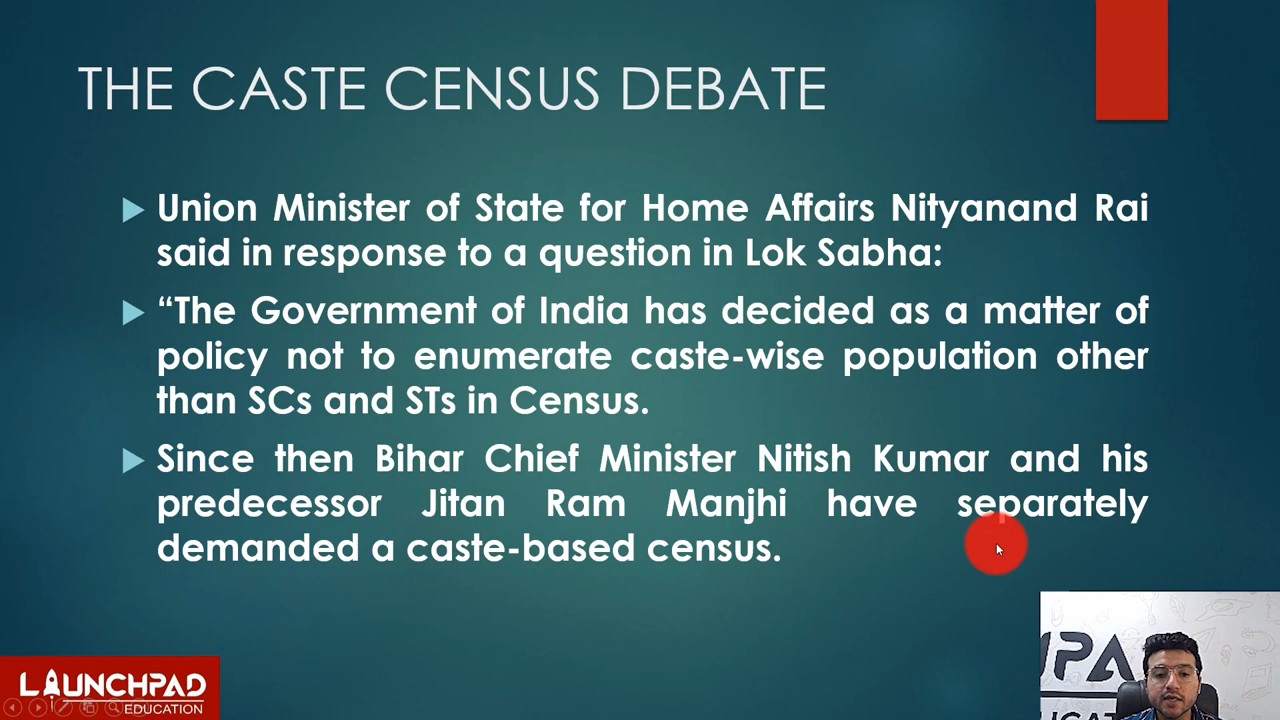 THE CASTE CENSUS DEBATE
Union Minister of State for Home Affairs Nityanand Rai
said in response to a question in Lok Sabha:
“The Government of India has decided as a matter of
policy not to enumerate caste-wise population other
than SCs and STs in Census.
Since then Bihar Chief Minister Nitish Kumar and his
predecessor Jitan Ram Manjhi have separately
demanded a caste-based census.
LAUNCHPAD
EDUCATION